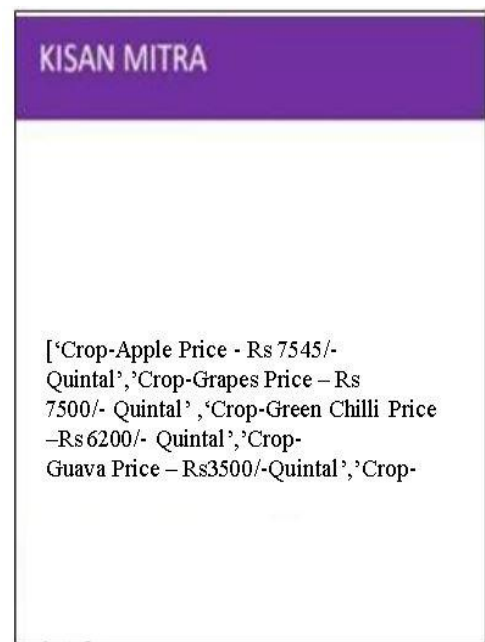 KISAN MITRA
[‘Crop-Apple Price - Rs 7545/-
Quintal’,’Crop-Grapes Price – Rs
7500/- Quintal’ ,‘Crop-Green Chilli Price
–Rs 6200/- Quintal’,’Crop-
Guava Price – Rs3500/-Quintal’,’Crop-